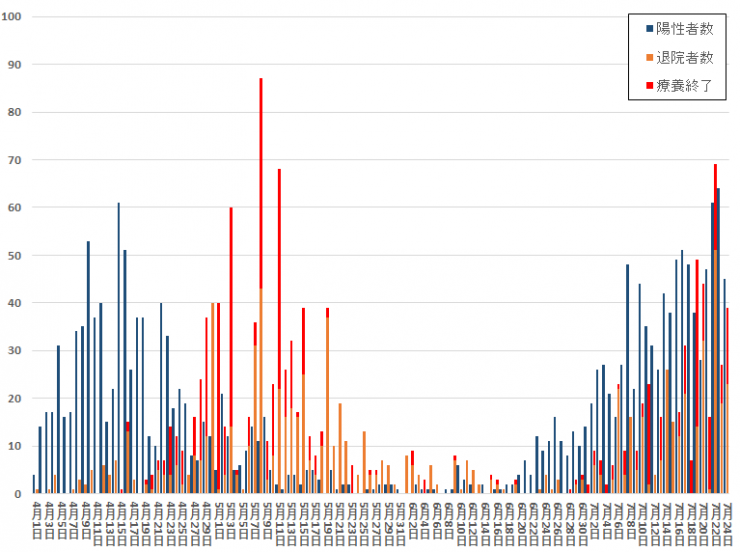 100
90
80
70
60
50
40
30
20
10
0
陽性者数
退院者数
療養終了
4月1日
4月3日
4月5日
4月7日
4月9日
4月11日
4月13日
4月15日
4月17日
4月19日
4月21日
4月23日
4月25日
4月27日
4月29日
5月1日
5月3日
5月5日
5月7日
5月9日
5月11日
5月13日
5月15日
5月17日
5月19日
5月21日
5月23日
5月25日
5月27日
5月29日
5月31日
6月2日
6月4日
6月6日
6月8日
6月10日
6月12日
6月14日
6月16日
6月18日
6月20日
6月22日
6月24日
6月26日
6月28日
6月30日
7月2日
7月4日
7月6日
7月8日
7月10日
7月12日
7月14日
7月16日
7月18日
7月20日
7月22日
7月24日